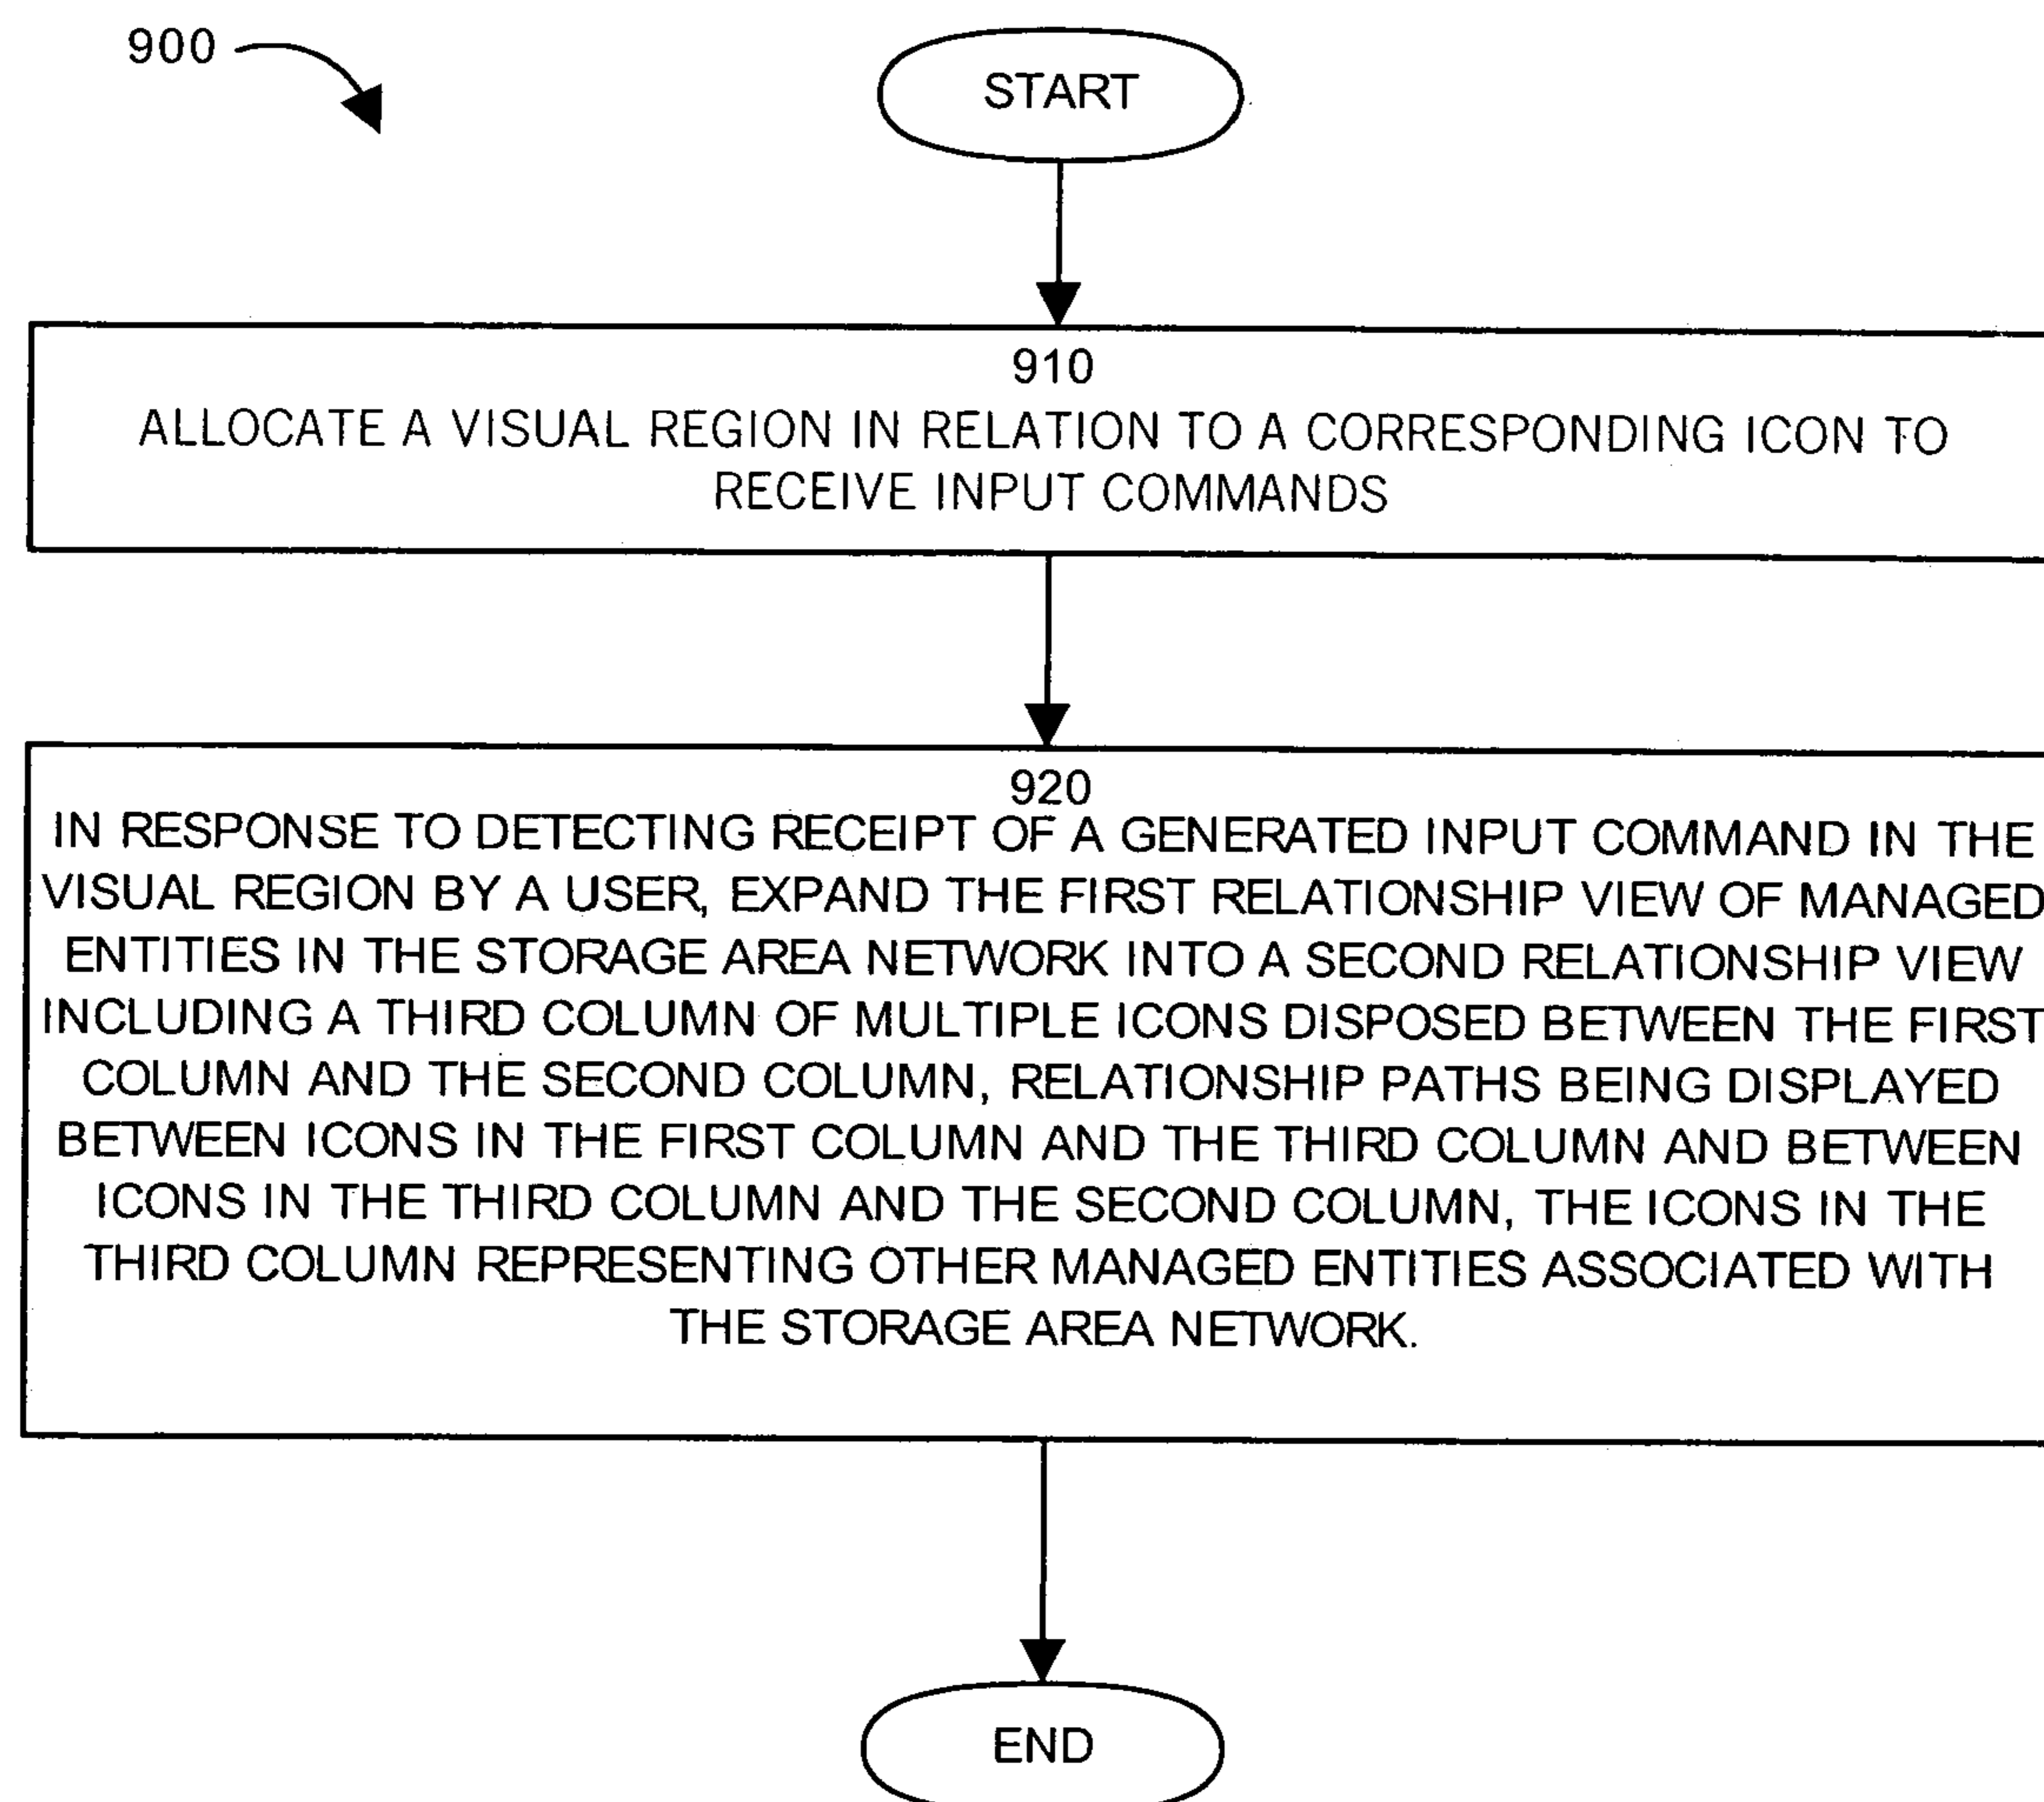 900
START
910
ALLOCATE A VISUAL REGION IN RELATION TO A CORRESPONDING ICON TO
RECEIVE INPUT COMMANDS
920
IN RESPONSE TO DETECTING RECEIPT OF A GENERATED INPUT COMMAND IN THE
VISUAL REGION BY A USER, EXPAND THE FIRST RELATIONSHIP VIEW OF MANAGED
ENTITIES IN THE STORAGE AREA NETWORK INTO A SECOND RELATIONSHIP VIEW
INCLUDING A THIRD COLUMN OF MULTIPLE ICONS DISPOSED BETWEEN THE FIRST
COLUMN AND THE SECOND COLUMN, RELATIONSHIP PATHS BEING DISPLAYED
BETWEEN ICONS IN THE FIRST COLUMN AND THE THIRD COLUMN AND BETWEEN
ICONS IN THE THIRD COLUMN AND THE SECOND COLUMN, THE ICONS IN THE
THIRD COLUMN REPRESENTING OTHER MANAGED ENTITIES ASSOCIATED WITH
THE STORAGE AREA NETWORK.
END